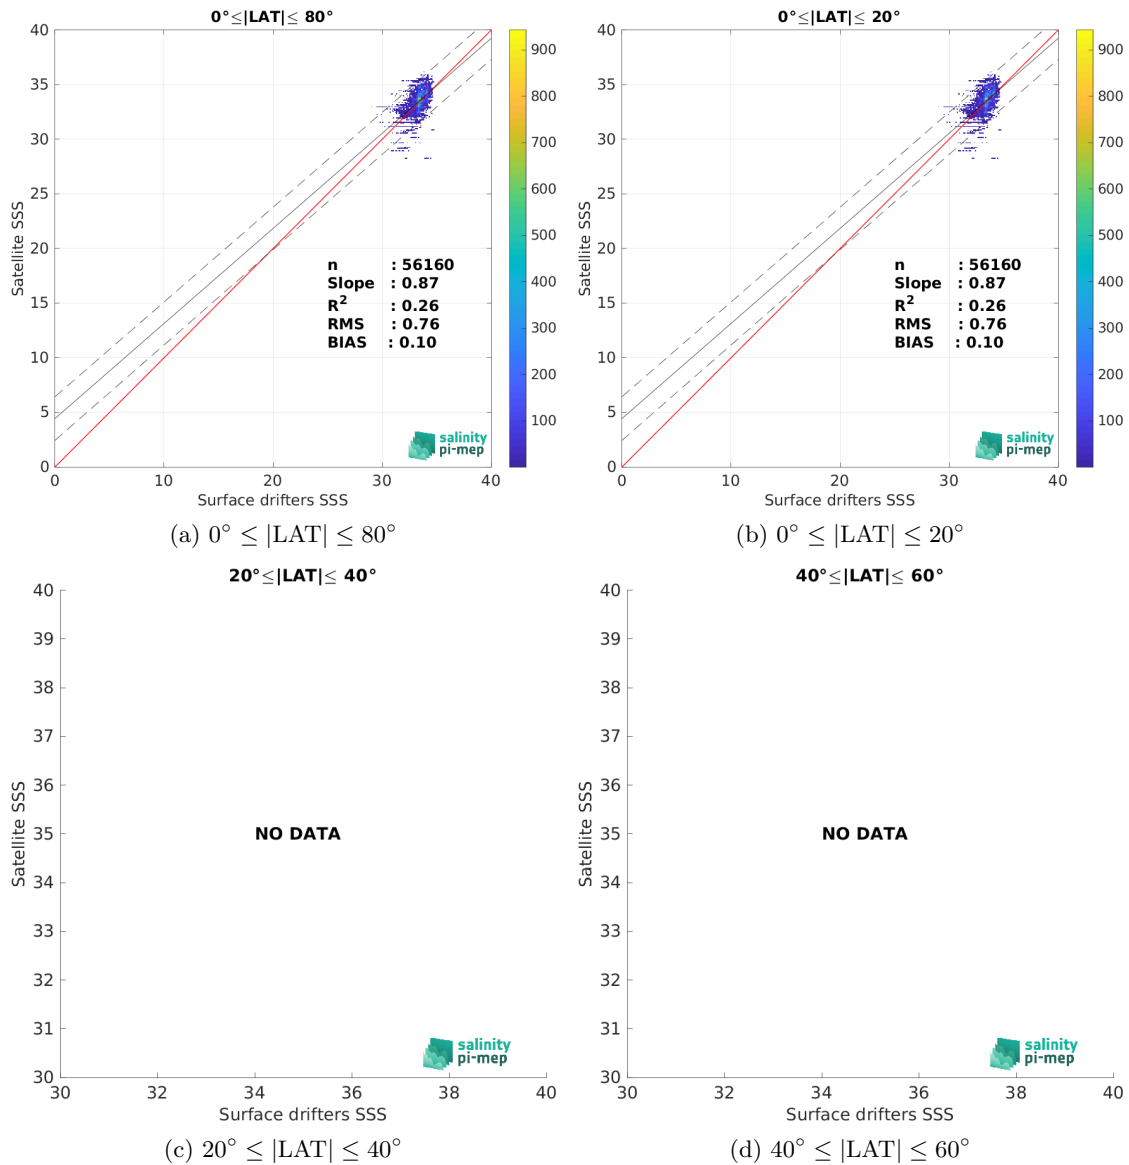 0°≤|LAT|≤ 80°
40
35
30
25
20
15
10
5
0
Satellite SSS
0 10 20 30 40
Surface drifters SSS
900
800
700
600
500
400
300
200
100
n : 56160
Slope : 0.87
R² : 0.26
RMS : 0.76
BIAS : 0.10
salinity
pi-mep
(a) 0° ≤ |LAT| ≤ 80°
0°≤|LAT|≤ 20°
40
35
30
25
20
15
10
5
0
Satellite SSS
0 10 20 30 40
Surface drifters SSS
900
800
700
600
500
400
300
200
100
n : 56160
Slope : 0.87
R² : 0.26
RMS : 0.76
BIAS : 0.10
salinity
pi-mep
(b) 0° ≤ |LAT| ≤ 20°
20°≤|LAT|≤ 40°
40
39
38
37
36
35
34
33
32
31
30
Satellite SSS
NO DATA
salinity
pi-mep
30 32 34 36 38 40
Surface drifters SSS
(c) 20° ≤ |LAT| ≤ 40°
40°≤|LAT|≤ 60°
40
39
38
37
36
35
34
33
32
31
30
Satellite SSS
NO DATA
salinity
pi-mep
30 32 34 36 38 40
Surface drifters SSS
(d) 40° ≤ |LAT| ≤ 60°